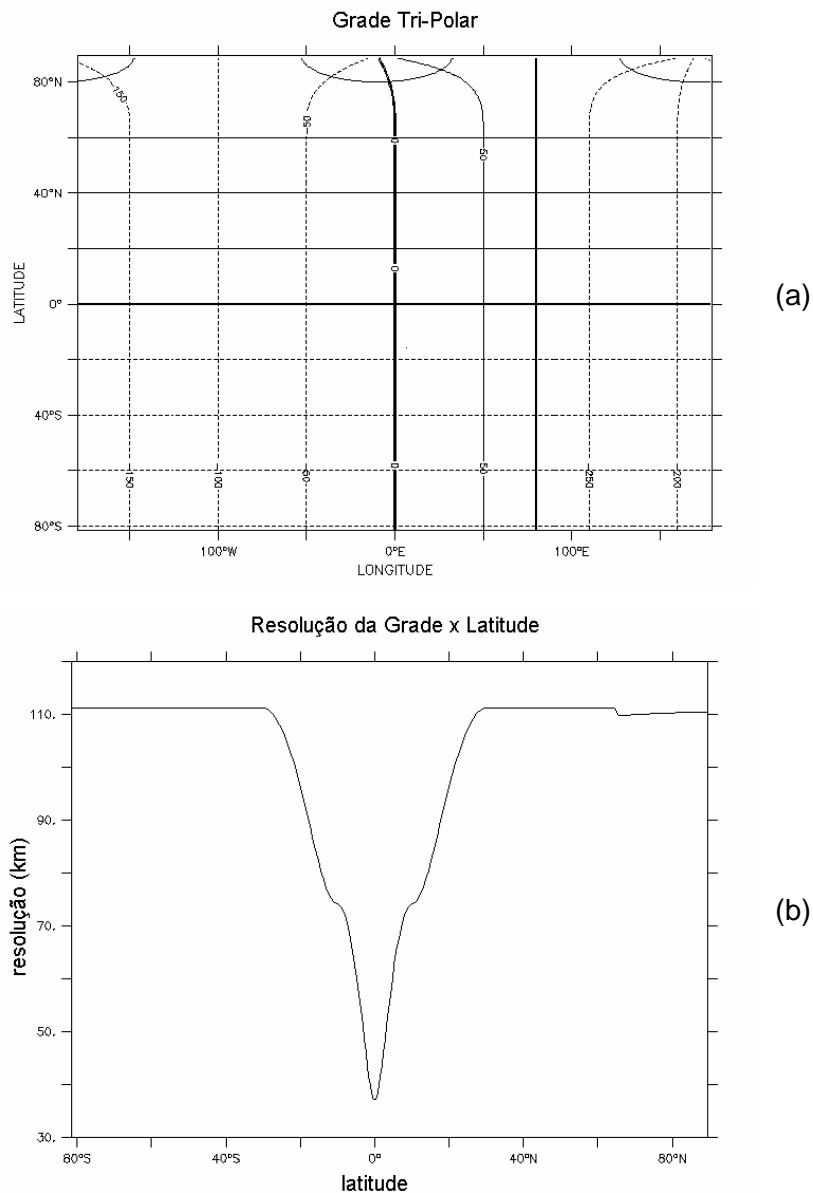 Grade Tri-Polar
80°N
-150
-50
0
50
40°N
0
LATITUDE
0°
(a)
40°S
-150
-100
-50
0
50
-250
-200
80°S
100°W
0°E
100°E
LONGITUDE
Resolução da Grade x Latitude
110.
90.
resolução (km)
70.
(b)
50.
30.
80°S
40°S
0°
40°N
80°N
latitude